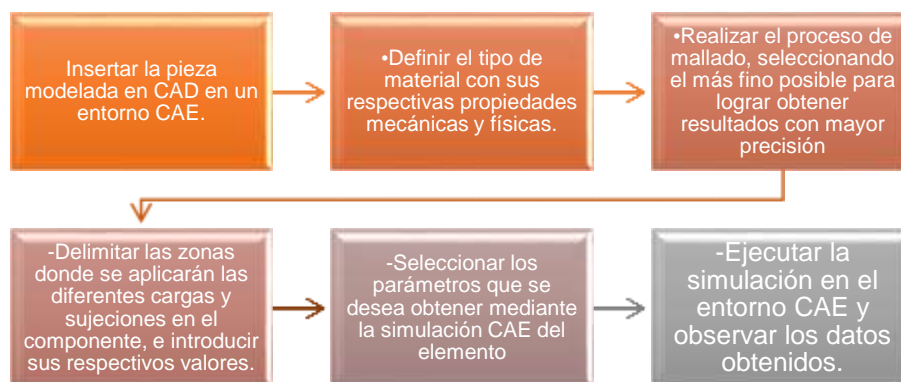 Insertar la pieza
modelada en CAD en un
entorno CAE.
•Definir el tipo de
material con sus
respectivas propiedades
mecánicas y físicas.
•Realizar el proceso de
mallado, seleccionando
el más fino posible para
lograr obtener
resultados con mayor
precisión
-Delimitar las zonas
donde se aplicarán las
diferentes cargas y
sujeciones en el
componente, e introducir
sus respectivos valores.
-Seleccionar los
parámetros que se
desea obtener mediante
la simulación CAE del
elemento
-Ejecutar la
simulación en el
entorno CAE y
observar los datos
obtenidos.